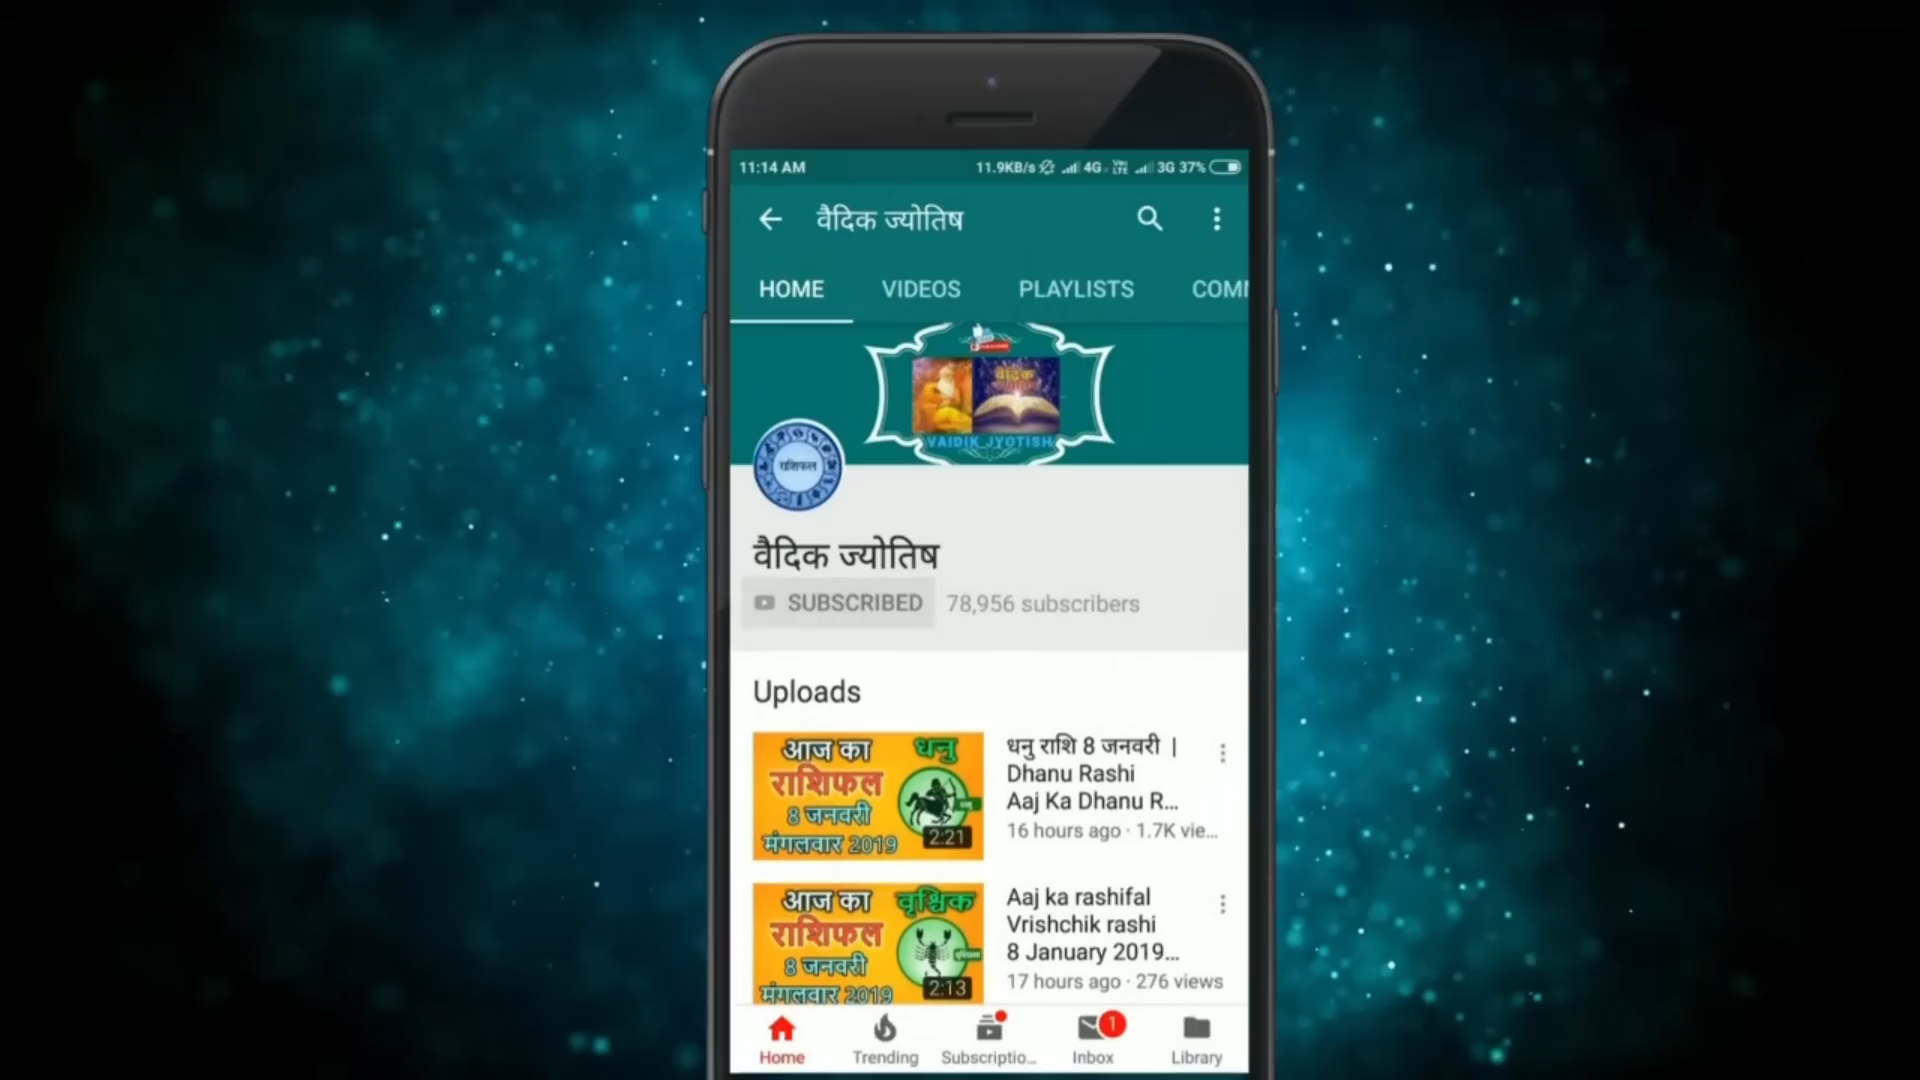 11:14 AM 11.9KB/s 4G VoI LTE 3G 37%
वैदिक ज्योतिष
HOME VIDEOS PLAYLISTS COMM
वैदिक
VAIDIK JYOTISH
राशिफल
वैदिक ज्योतिष
SUBSCRIBED 78,956 subscribers
Uploads
आज का धनु
राशिफल
8 जनवरी
मंगलवार 2019
2:21
धनु राशि 8 जनवरी |
Dhanu Rashi
Aaj Ka Dhanu R...
16 hours ago · 1.7K vie...
आज का वृश्चिक
राशिफल
8 जनवरी
मंगलवार 2019
2:13
Aaj ka rashifal
Vrishchik rashi
8 January 2019...
17 hours ago · 276 views
1
Home Trending Subscriptio... Inbox Library